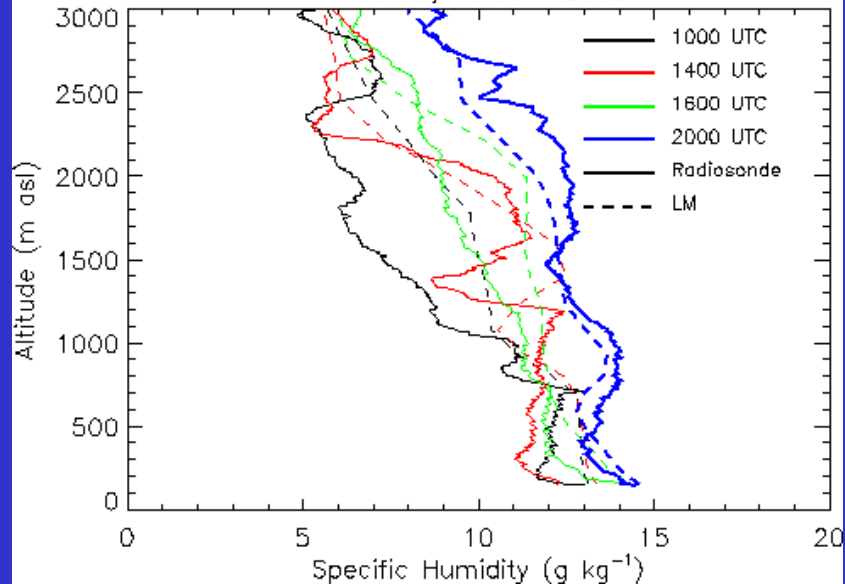 3000
2500
2000
1500
1000
500
0
Altitude (m asl)
1000 UTC
1400 UTC
1600 UTC
2000 UTC
Radiosonde
LM
0 5 10 15 20
Specific Humidity (g kg⁻¹)